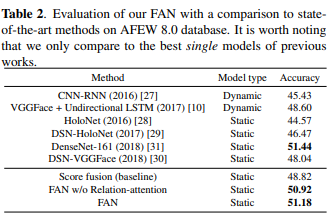 Table 2. Evaluation of our FAN with a comparison to state-
of-the-art methods on AFEW 8.0 database. It is worth noting
that we only compare to the best single models of previous
works.
Method Model type Accuracy
CNN-RNN (2016) [27] Dynamic 45.43
VGGFace + Undirectional LSTM (2017) [10] Dynamic 48.60
HoloNet (2016) [28] Static 44.57
DSN-HoloNet (2017) [29] Static 46.47
DenseNet-161 (2018) [31] Static 51.44
DSN-VGGFace (2018) [30] Static 48.04
Score fusion (baseline) Static 48.82
FAN w/o Relation-attention Static 50.92
FAN Static 51.18